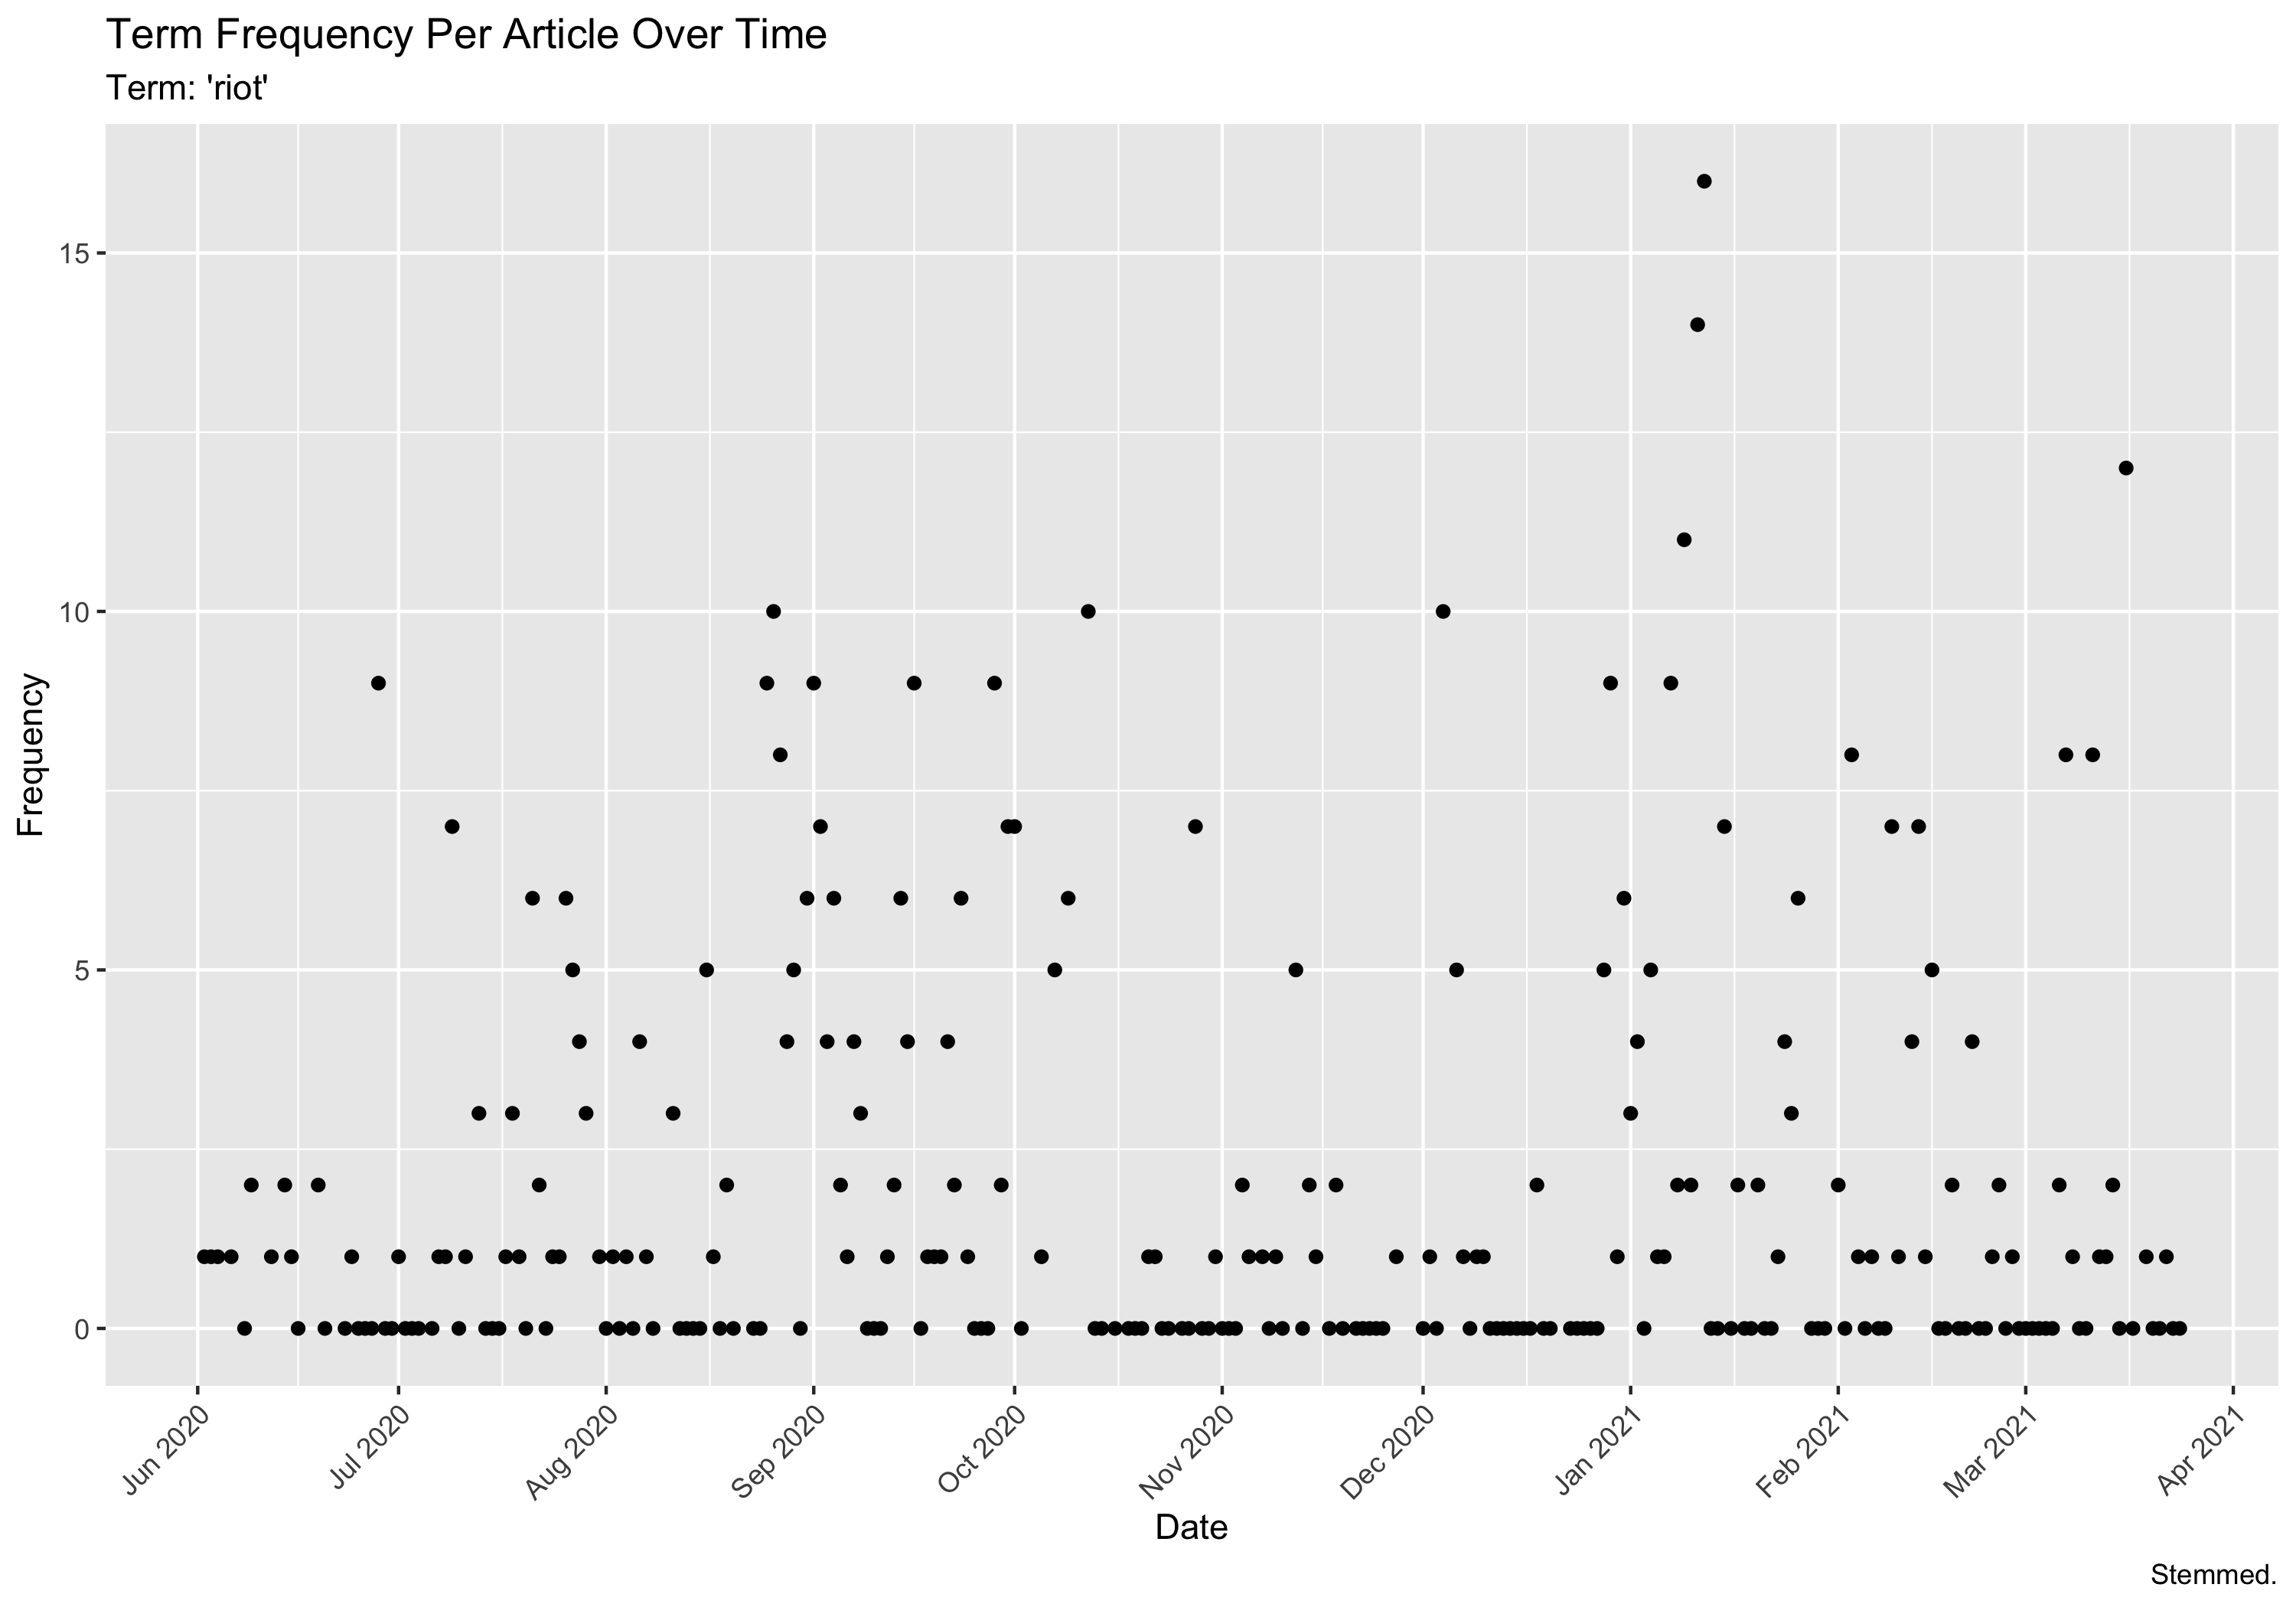 Term Frequency Per Article Over Time
Term: 'riot'
Frequency
15
10
5
0
Jun 2020
Jul 2020
Aug 2020
Sep 2020
Oct 2020
Nov 2020
Dec 2020
Jan 2021
Feb 2021
Mar 2021
Apr 2021
Date
Stemmed.